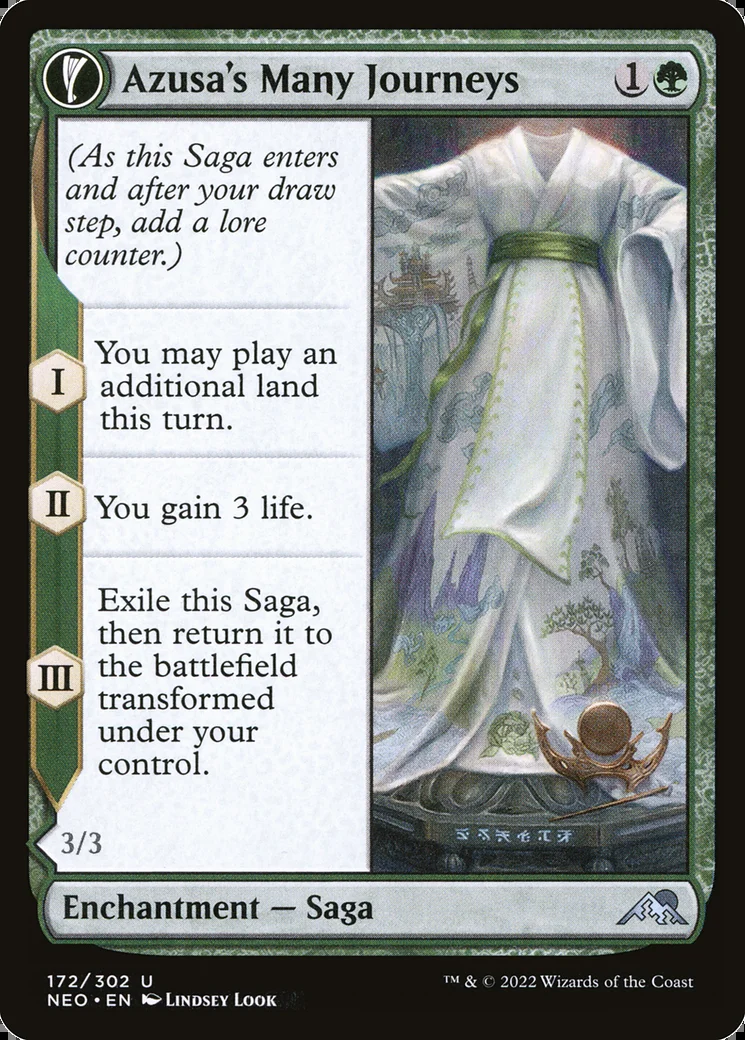 Azusa's Many Journeys 1
(As this Saga enters
and after your draw
step, add a lore
counter.)
I
You may play an
additional land
this turn.
II
You gain 3 life.
III
Exile this Saga,
then return it to
the battlefield
transformed
under your
control.
3/3
Enchantment — Saga
172/302 U
NEO • EN Lindsey Look
™ & © 2022 Wizards of the Coast